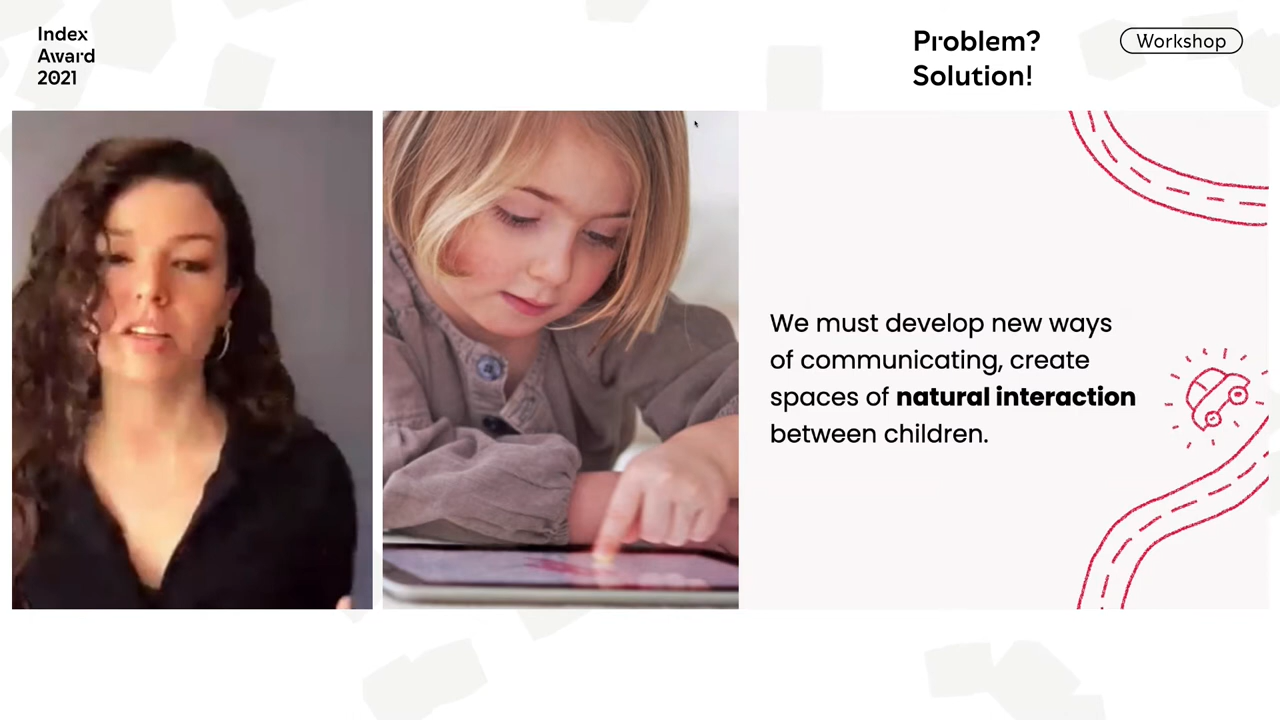 Index
Award
2021
Problem?
Solution!
Workshop
We must develop new ways
of communicating, create
spaces of natural interaction
between children.